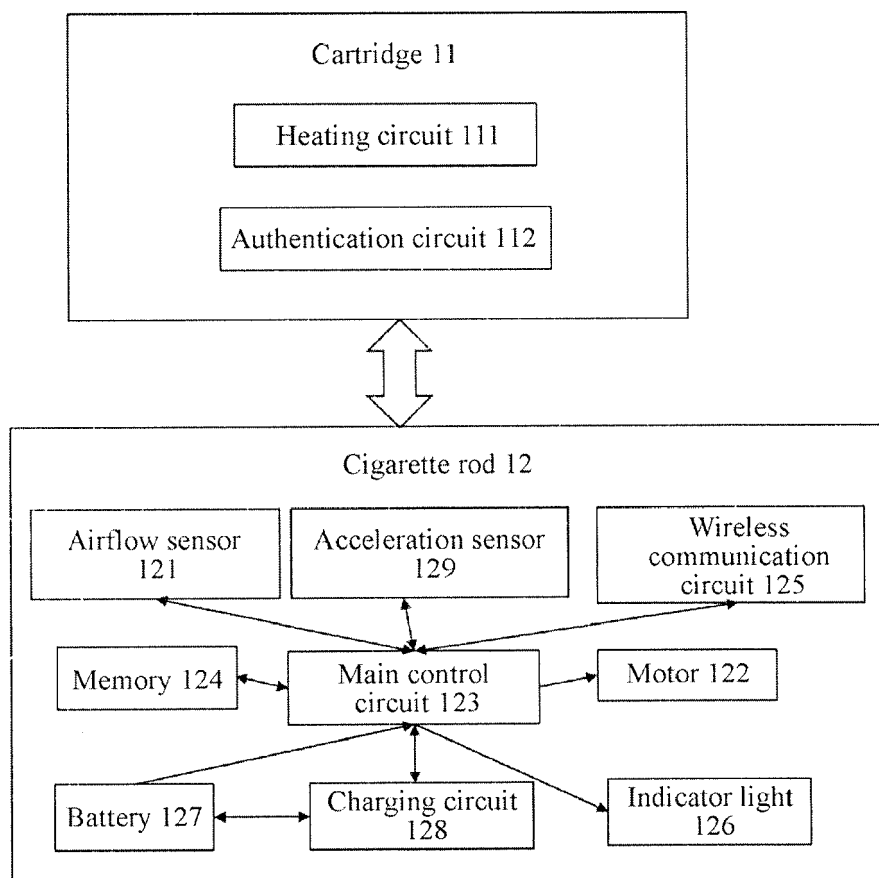 Cartridge 11
Heating circuit 111
Authentication circuit 112
Cigarette rod 12
Airflow sensor
121
Acceleration sensor
129
Wireless
communication
circuit 125
Memory 124
Main control
circuit 123
Motor 122
Battery 127
Charging circuit
128
Indicator light
126